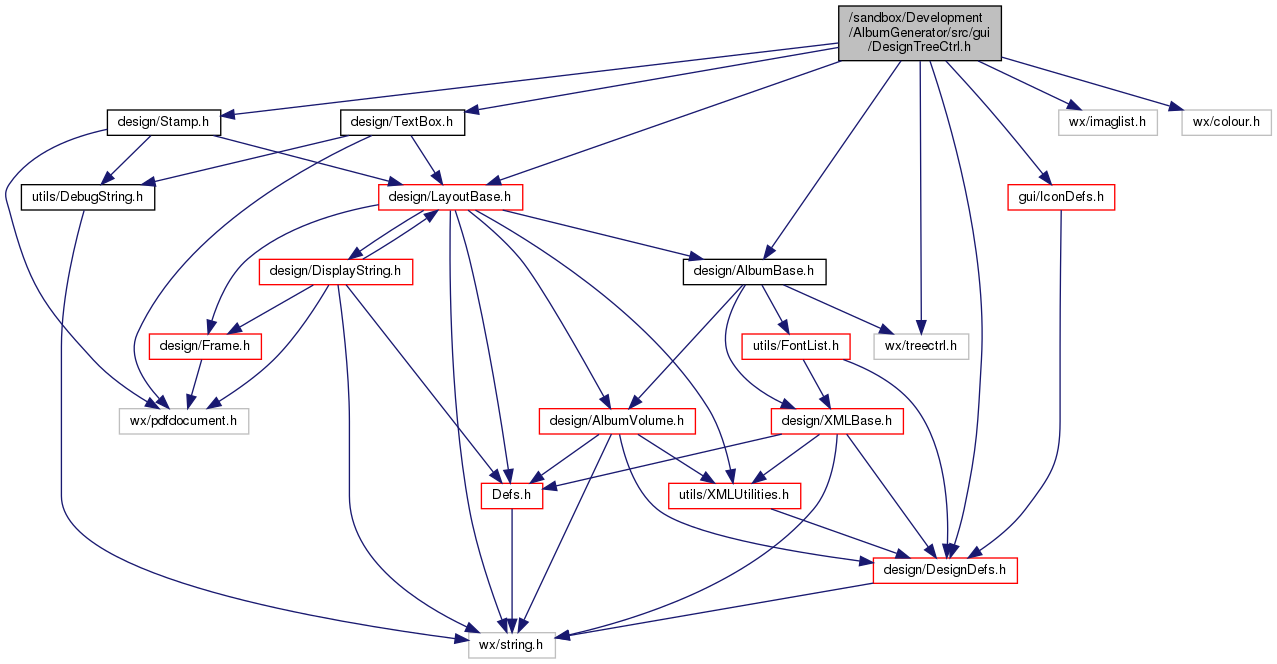 /sandbox/Development
/AlbumGenerator/src/gui
/DesignTreeCtrl.h
design/Stamp.h
design/TextBox.h
wx/imaglist.h
wx/colour.h
utils/DebugString.h
design/LayoutBase.h
gui/IconDefs.h
design/DisplayString.h
design/AlbumBase.h
design/Frame.h
utils/FontList.h
wx/treectrl.h
wx/pdfdocument.h
design/AlbumVolume.h
design/XMLBase.h
Defs.h
utils/XMLUtilities.h
design/DesignDefs.h
wx/string.h